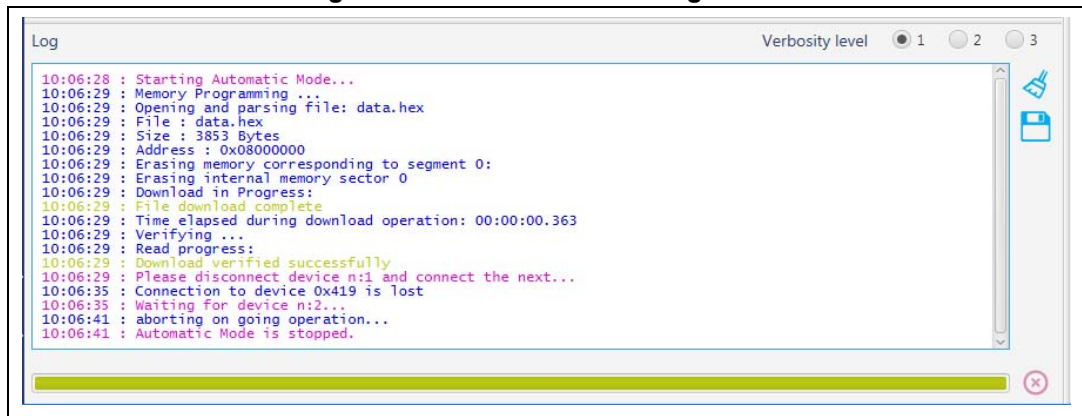 Log
Verbosity level 1 2 3
10:06:28 : Starting Automatic Mode...
10:06:29 : Memory Programming ...
10:06:29 : Opening and parsing file: data.hex
10:06:29 : File : data.hex
10:06:29 : Size : 3853 Bytes
10:06:29 : Address : 0x08000000
10:06:29 : Erasing memory corresponding to segment 0:
10:06:29 : Erasing internal memory sector 0
10:06:29 : Download in Progress:
10:06:29 : File download complete
10:06:29 : Time elapsed during download operation: 00:00:00.363
10:06:29 : Verifying ...
10:06:29 : Read progress:
10:06:29 : Download verified successfully
10:06:29 : Please disconnect device n:1 and connect the next...
10:06:35 : Connection to device 0x419 is lost
10:06:35 : Waiting for device n:2...
10:06:41 : aborting on going operation...
10:06:41 : Automatic Mode is stopped.